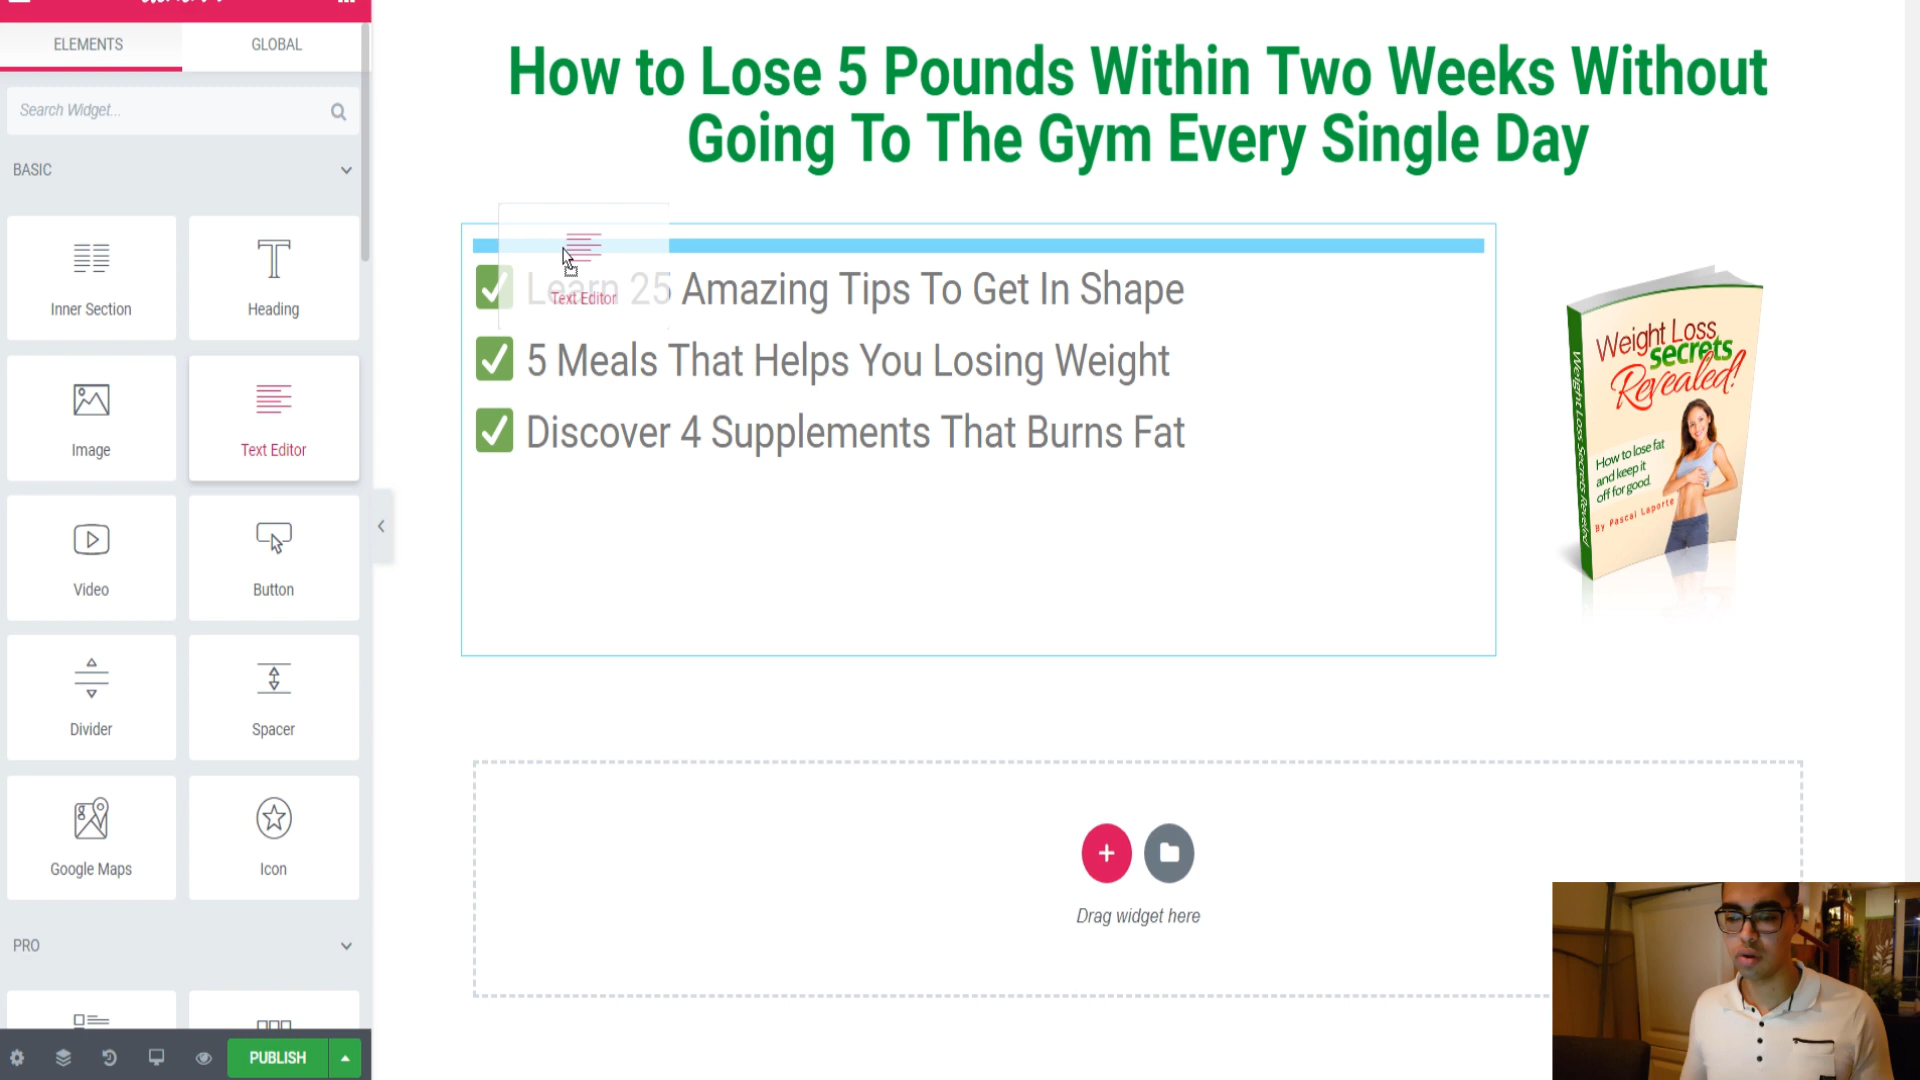 ELEMENTS
GLOBAL
Search Widget...
BASIC
Inner Section
Heading
Image
Text Editor
Video
Button
Divider
Spacer
Google Maps
Icon
PRO
PUBLISH
How to Lose 5 Pounds Within Two Weeks Without
Going To The Gym Every Single Day
Text Editor
Learn 25 Amazing Tips To Get In Shape
5 Meals That Helps You Losing Weight
Discover 4 Supplements That Burns Fat
Weight Loss Secrets Revealed
Weight Loss
secrets
Revealed!
How to lose fat
and keep it
off for good.
By Pascal Laporte
Drag widget here